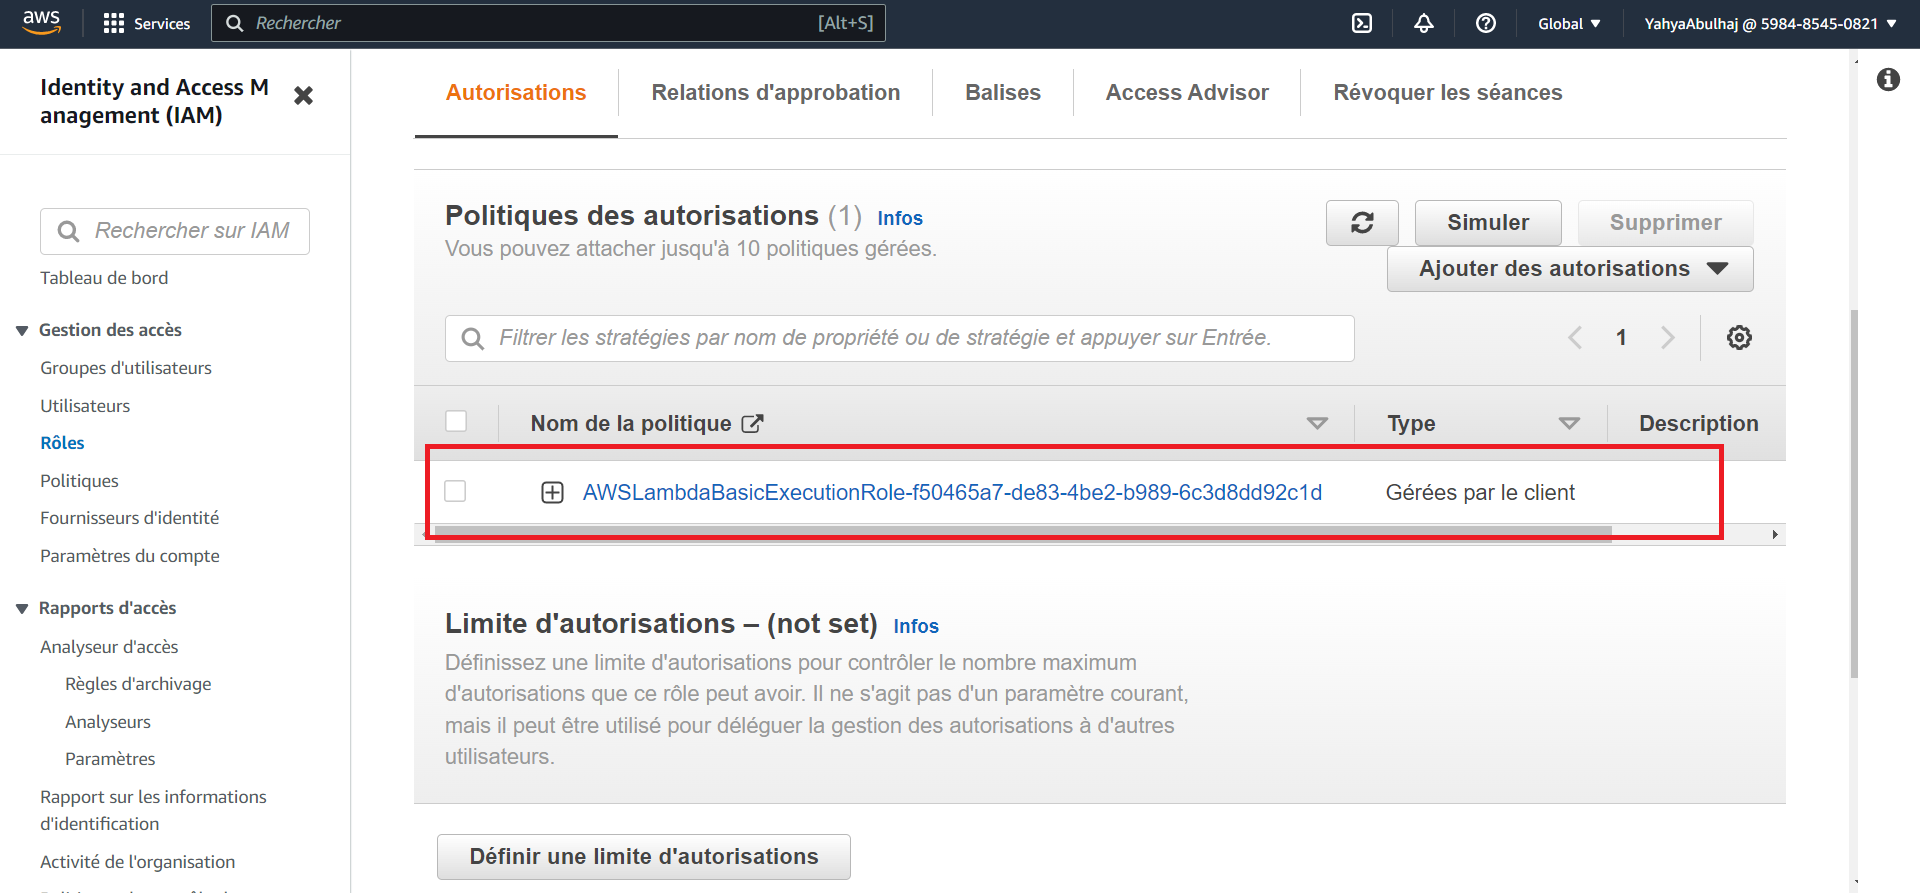 aws
Services
Rechercher
[Alt+S]
Global
YahyaAbulhaj @ 5984-8545-0821
Identity and Access M
anagement (IAM)
Rechercher sur IAM
Tableau de bord
Gestion des accès
Groupes d'utilisateurs
Utilisateurs
Rôles
Politiques
Fournisseurs d'identité
Paramètres du compte
Rapports d'accès
Analyseur d'accès
Règles d'archivage
Analyseurs
Paramètres
Rapport sur les informations
d'identification
Activité de l'organisation
Autorisations
Relations d'approbation
Balises
Access Advisor
Révoquer les séances
Politiques des autorisations (1) Infos
Vous pouvez attacher jusqu'à 10 politiques gérées.
Simuler
Supprimer
Ajouter des autorisations
Filtrer les stratégies par nom de propriété ou de stratégie et appuyer sur Entrée.
1
Nom de la politique
Type
Description
AWSLambdaBasicExecutionRole-f50465a7-de83-4be2-b989-6c3d8dd92c1d
Gérées par le client
Limite d'autorisations – (not set) Infos
Définissez une limite d'autorisations pour contrôler le nombre maximum
d'autorisations que ce rôle peut avoir. Il ne s'agit pas d'un paramètre courant,
mais il peut être utilisé pour déléguer la gestion des autorisations à d'autres
utilisateurs.
Définir une limite d'autorisations